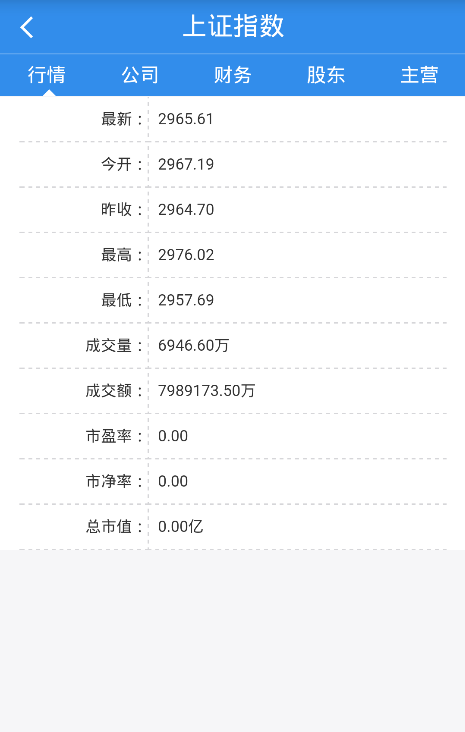 上证指数
行情 公司 财务 股东 主营
最新： 2965.61
今开： 2967.19
昨收： 2964.70
最高： 2976.02
最低： 2957.69
成交量： 6946.60万
成交额： 7989173.50万
市盈率： 0.00
市净率： 0.00
总市值： 0.00亿